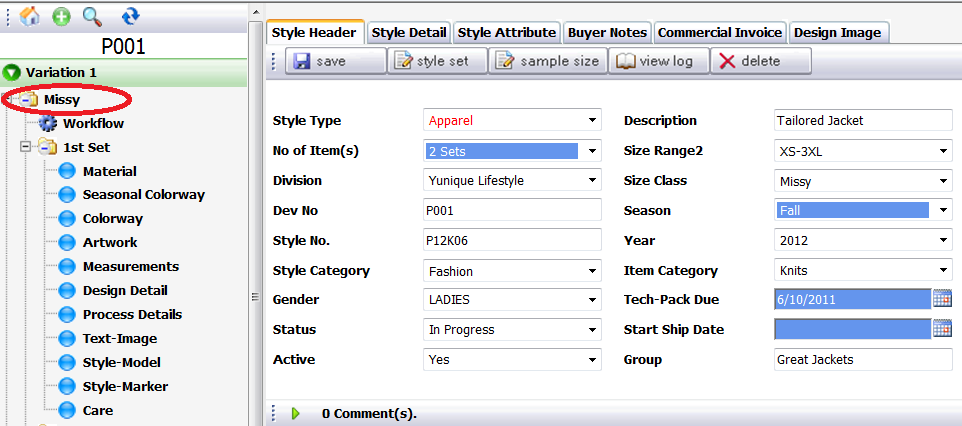 P001
Variation 1
Missy
Workflow
1st Set
Material
Seasonal Colorway
Colorway
Artwork
Measurements
Design Detail
Process Details
Text-Image
Style-Model
Style-Marker
Care
Style Header Style Detail Style Attribute Buyer Notes Commercial Invoice Design Image
save style set sample size view log delete
Style Type Apparel Description Tailored Jacket
No of Item(s) 2 Sets Size Range2 XS-3XL
Division Yunique Lifestyle Size Class Missy
Dev No P001 Season Fall
Style No. P12K06 Year 2012
Style Category Fashion Item Category Knits
Gender LADIES Tech-Pack Due 6/10/2011
Status In Progress Start Ship Date
Active Yes Group Great Jackets
0 Comment(s).